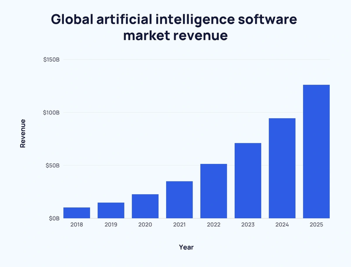 Global artificial intelligence software
market revenue
$150B
$100B
$50B
$0B
Revenue
2018 2019 2020 2021 2022 2023 2024 2025
Year